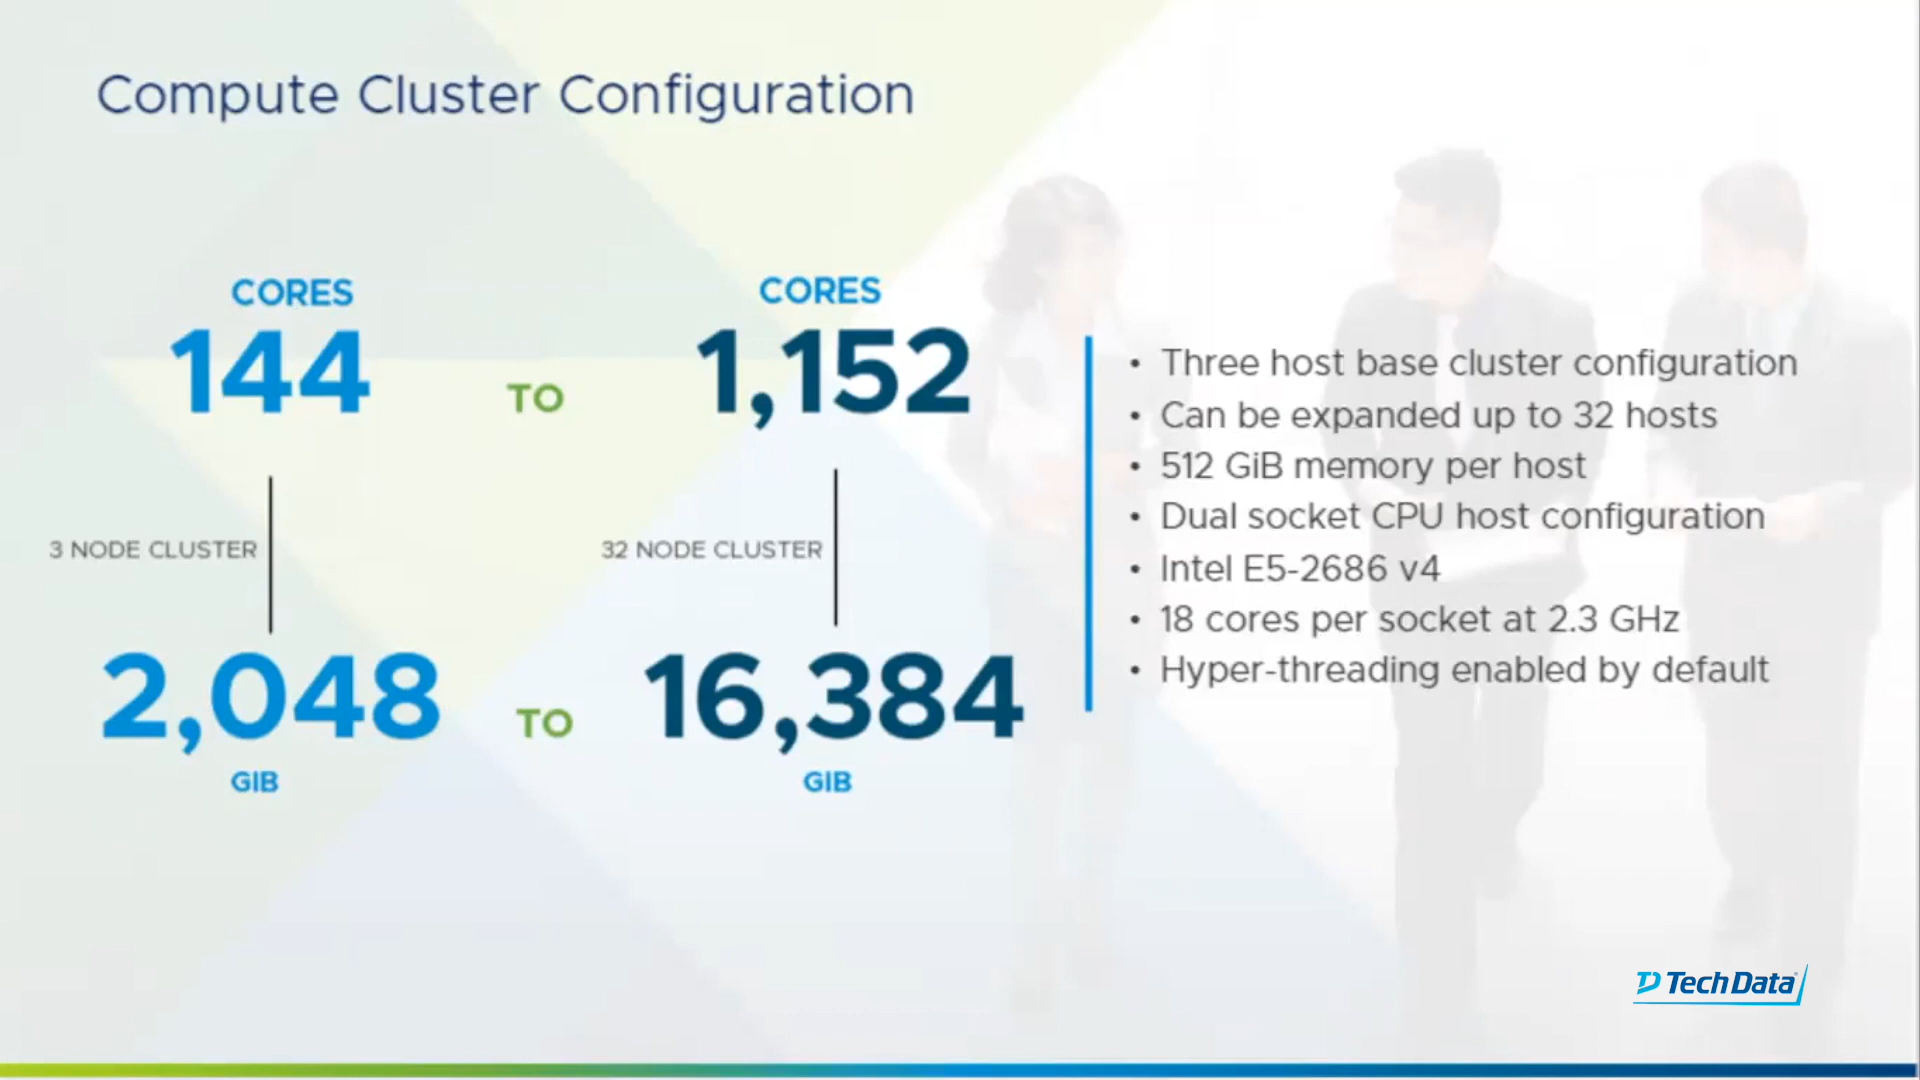 Compute Cluster Configuration
CORES
144
TO
CORES
1,152
3 NODE CLUSTER
32 NODE CLUSTER
2,048
GIB
TO
16,384
GIB
• Three host base cluster configuration
• Can be expanded up to 32 hosts
• 512 GiB memory per host
• Dual socket CPU host configuration
• Intel E5-2686 v4
• 18 cores per socket at 2.3 GHz
• Hyper-threading enabled by default
TD Tech Data